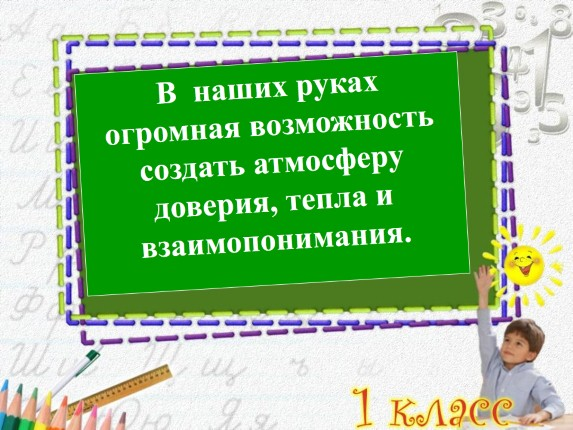 В наших руках
огромная возможность
создать атмосферу
доверия, тепла и
взаимопонимания.
1 класс